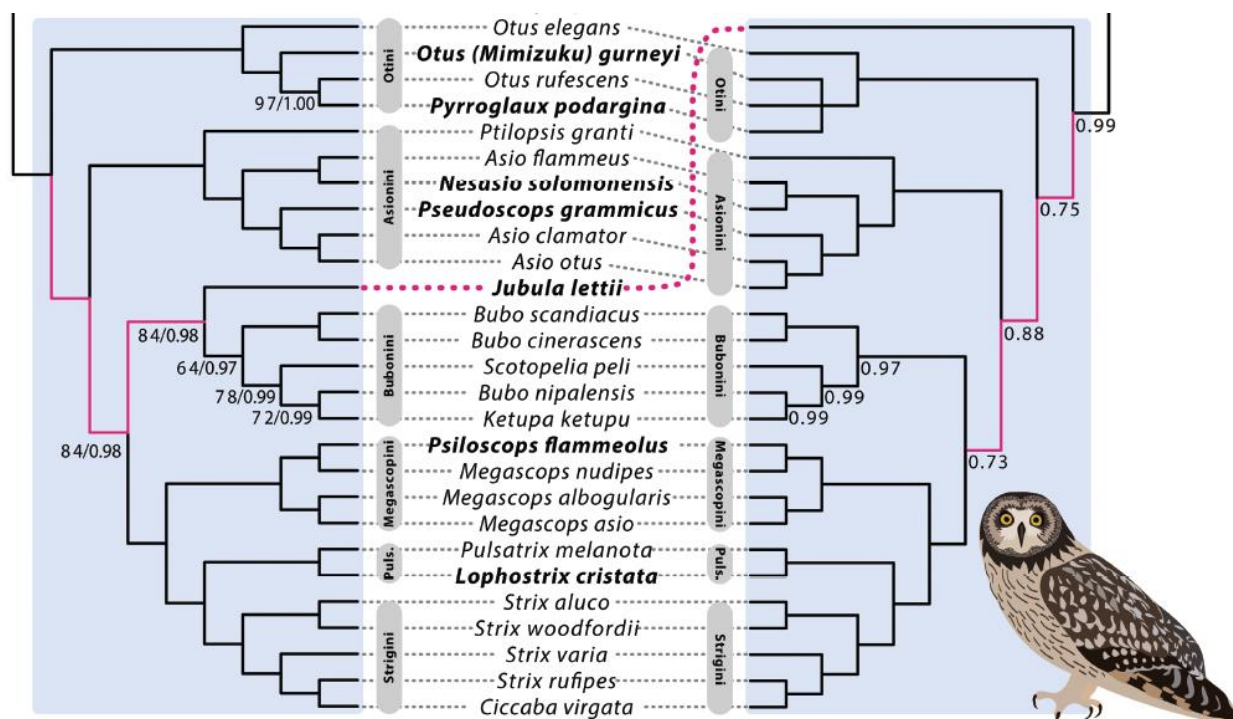 Otus elegans
Otus (Mimizuku) gurneyi
Otus rufescens
Pyrroglaux podargina
Ptilopsis granti
Asio flammeus
Nesasio solomonensis
Pseudoscops grammicus
Asio clamator
Asio otus
Jubula lettii
Bubo scandiacus
Bubo cinerascens
Scotopelia peli
Bubo nipalensis
Ketupa ketupu
Psiloscops flammeolus
Megascops nudipes
Megascops albogularis
Megascops asio
Pulsatrix melanota
Lophostrix cristata
Strix aluco
Strix woodfordii
Strix varia
Strix rufipes
Ciccaba virgata
Otini
Asionini
Bubonini
Megascopini
Puls.
Strigini
97/1.00
84/0.98
64/0.97
78/0.99
72/0.99
84/0.98
Otini
Asionini
Bubonini
Megascopini
Puls.
Strigini
0.99
0.75
0.88
0.97
0.99
0.99
0.73